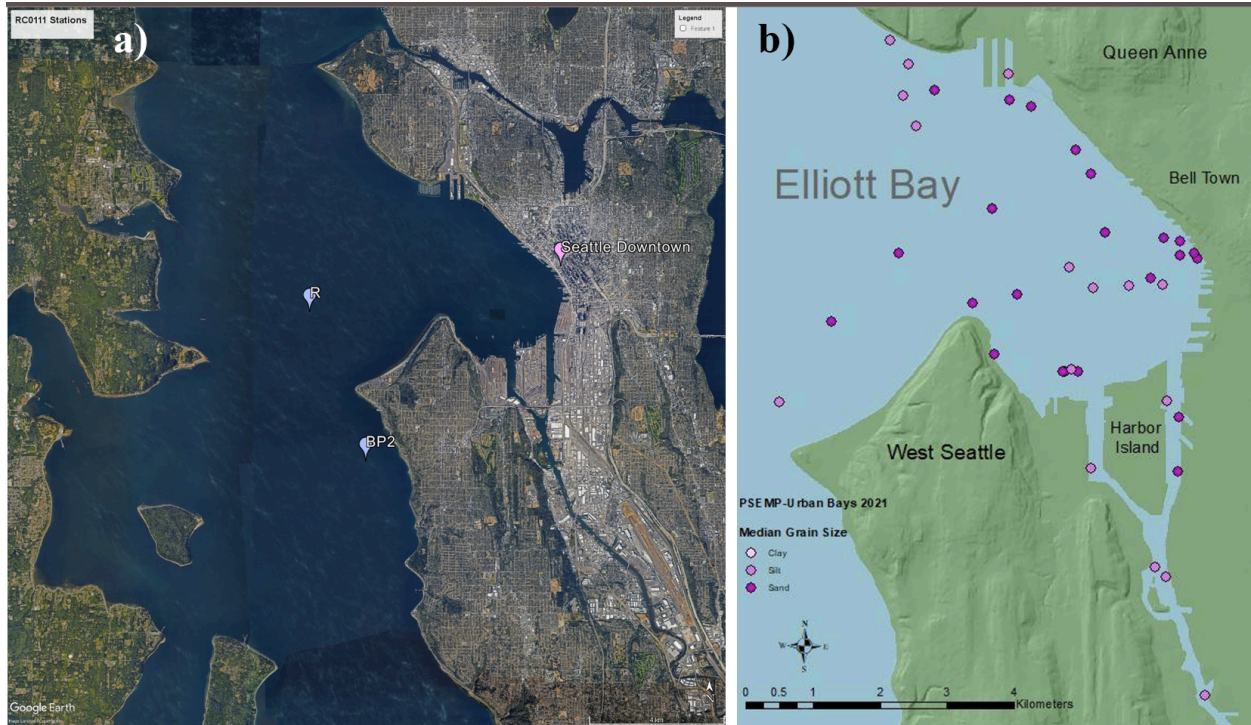 RC0111 Stations
a)
Legend
Feature 1
Seattle Downtown
R
BP2
Google Earth
4 km
b)
Queen Anne
Elliott Bay
Bell Town
Harbor
Island
West Seattle
PSEMP-Urban Bays 2021
Median Grain Size
Clay
Silt
Sand
N
W
E
S
0 0.5 1 2 3 4
Kilometers